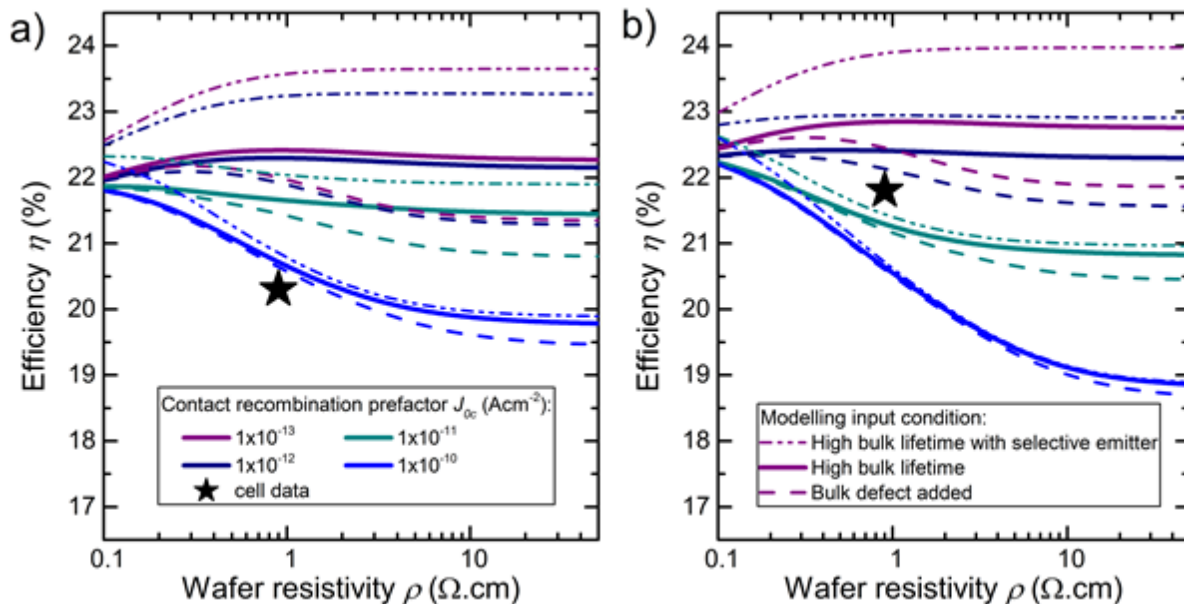 a)
Efficiency η (%)
24
23
22
21
20
19
18
17
Contact recombination prefactor J0c (Acm-2):
1x10-13
1x10-11
1x10-12
1x10-10
cell data
0.1
1
10
Wafer resistivity ρ (Ω.cm)
b)
Efficiency η (%)
24
23
22
21
20
19
18
17
Modelling input condition:
High bulk lifetime with selective emitter
High bulk lifetime
Bulk defect added
0.1
1
10
Wafer resistivity ρ (Ω.cm)